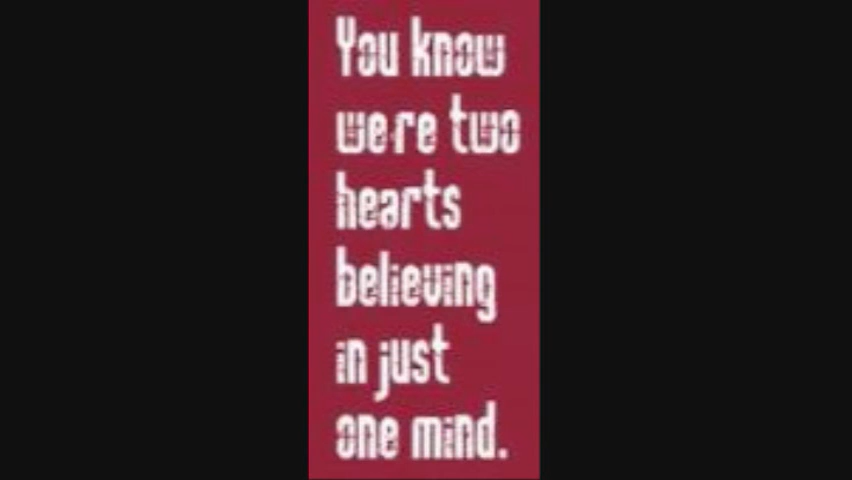 You know
we're two
hearts
believing
in just
one mind.